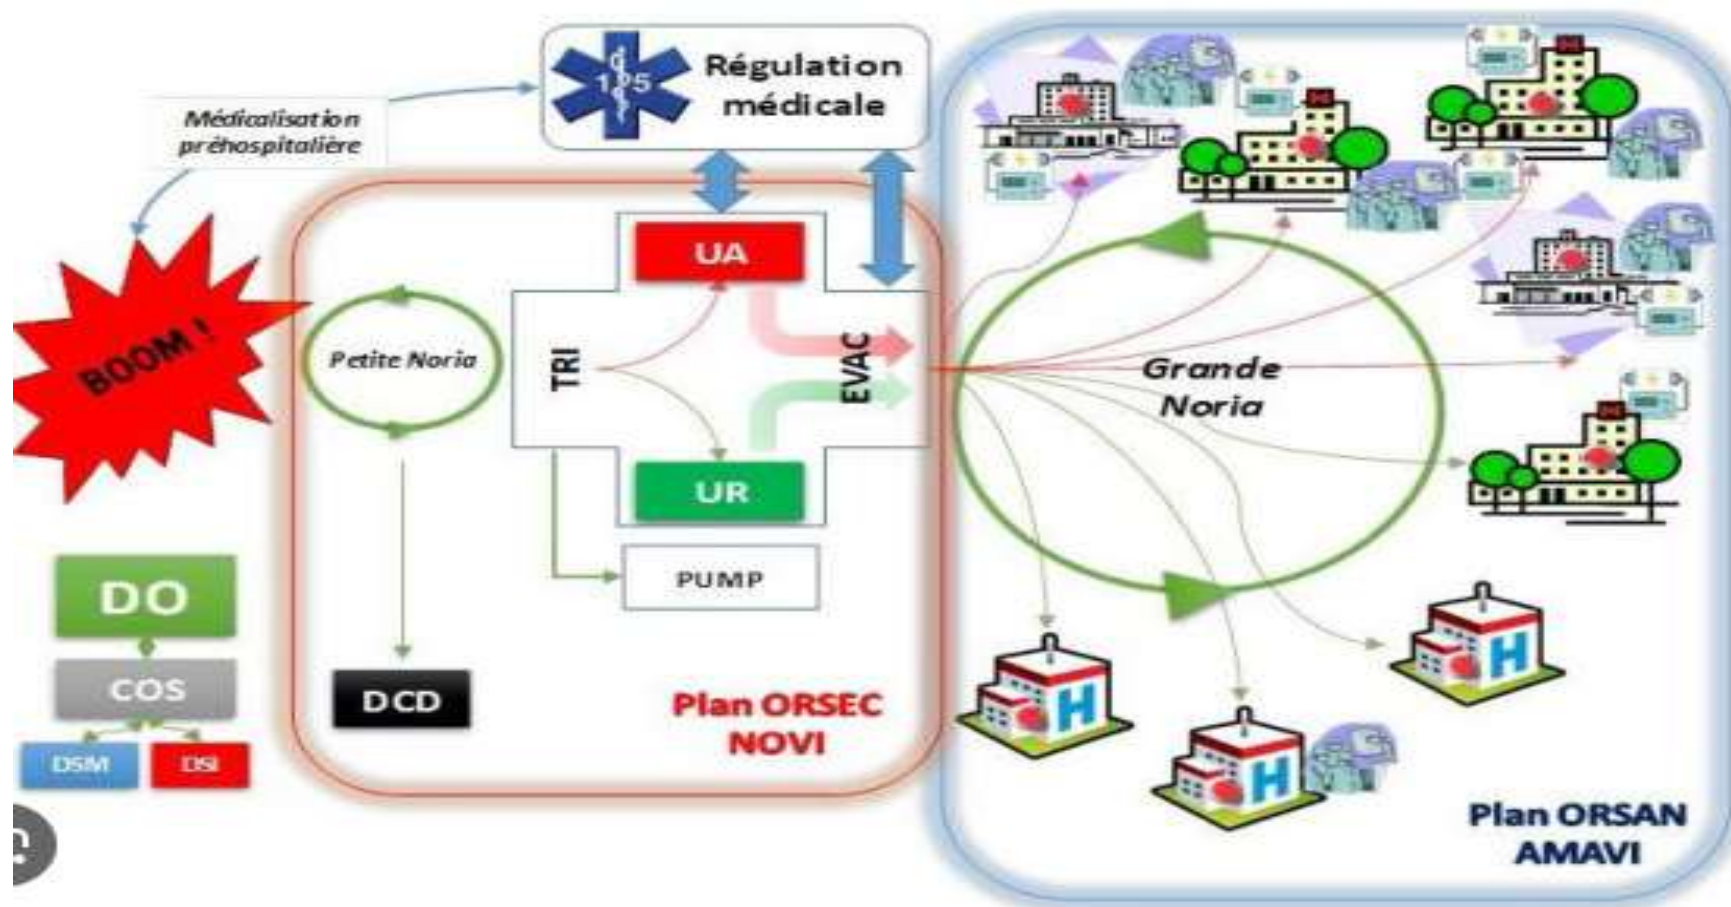 Régulation
médicale
Médicalisation
préhospitalière
BOOM !
Petite Noria
TRI
UA
UR
EVAC
PUMP
DCD
Plan ORSEC
NOVI
DO
COS
DSM
DSI
Grande
Noria
H
H
H
Plan ORSAN
AMAVI